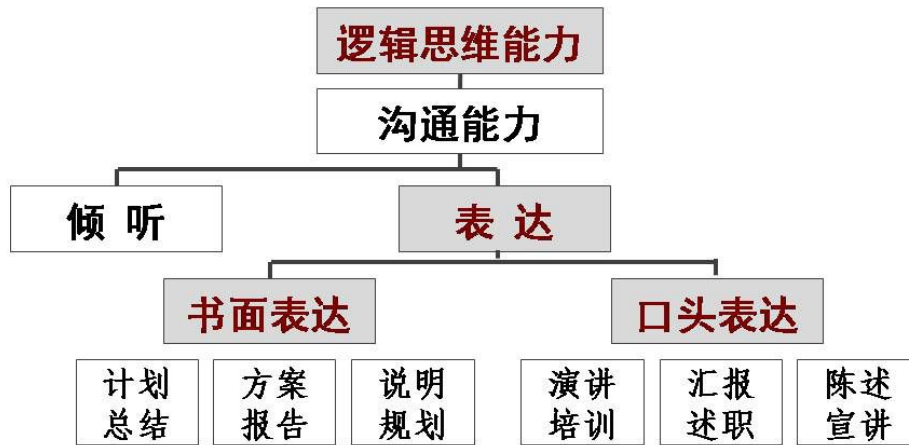 逻辑思维能力
沟通能力
倾 听
表 达
书面表达
口头表达
计划
总结
方案
报告
说明
规划
演讲
培训
汇报
述职
陈述
宣讲